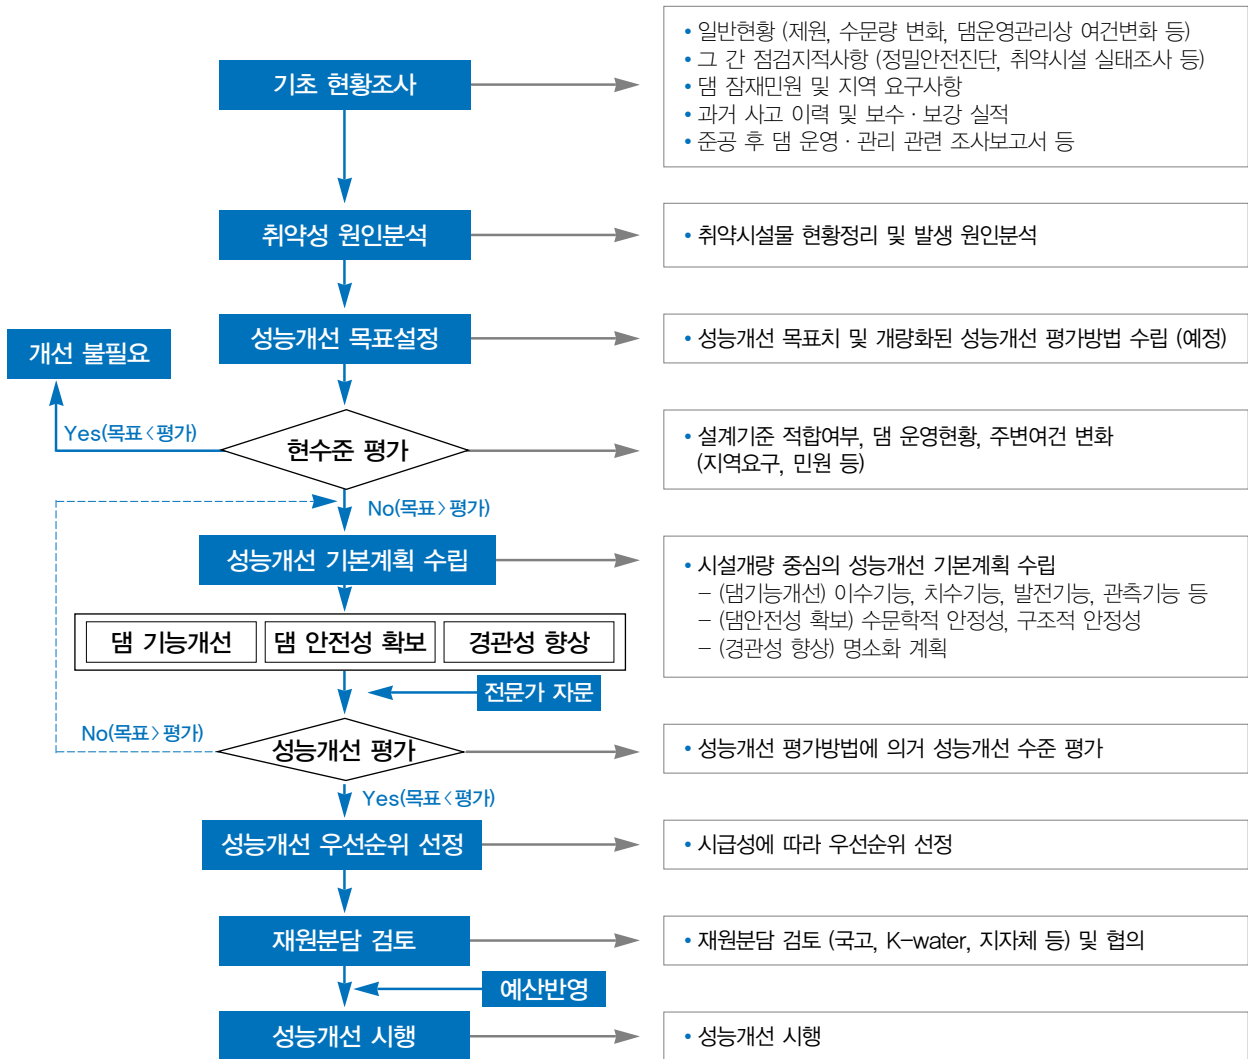 기초 현황조사
• 일반현황 (제원, 수문량 변화, 댐운영관리상 여건변화 등)
• 그 간 점검지적사항 (정밀안전진단, 취약시설 실태조사 등)
• 댐 잠재민원 및 지역 요구사항
• 과거 사고 이력 및 보수 · 보강 실적
• 준공 후 댐 운영 · 관리 관련 조사보고서 등
취약성 원인분석
• 취약시설물 현황정리 및 발생 원인분석
성능개선 목표설정
• 성능개선 목표치 및 개량화된 성능개선 평가방법 수립 (예정)
개선 불필요
Yes(목표〈평가)
현수준 평가
• 설계기준 적합여부, 댐 운영현황, 주변여건 변화
(지역요구, 민원 등)
No(목표〉평가)
성능개선 기본계획 수립
• 시설개량 중심의 성능개선 기본계획 수립
– (댐기능개선) 이수기능, 치수기능, 발전기능, 관측기능 등
– (댐안전성 확보) 수문학적 안정성, 구조적 안정성
– (경관성 향상) 명소화 계획
댐 기능개선
댐 안전성 확보
경관성 향상
전문가 자문
No(목표〉평가)
성능개선 평가
• 성능개선 평가방법에 의거 성능개선 수준 평가
Yes(목표〈평가)
성능개선 우선순위 선정
• 시급성에 따라 우선순위 선정
재원분담 검토
• 재원분담 검토 (국고, K-water, 지자체 등) 및 협의
예산반영
성능개선 시행
• 성능개선 시행